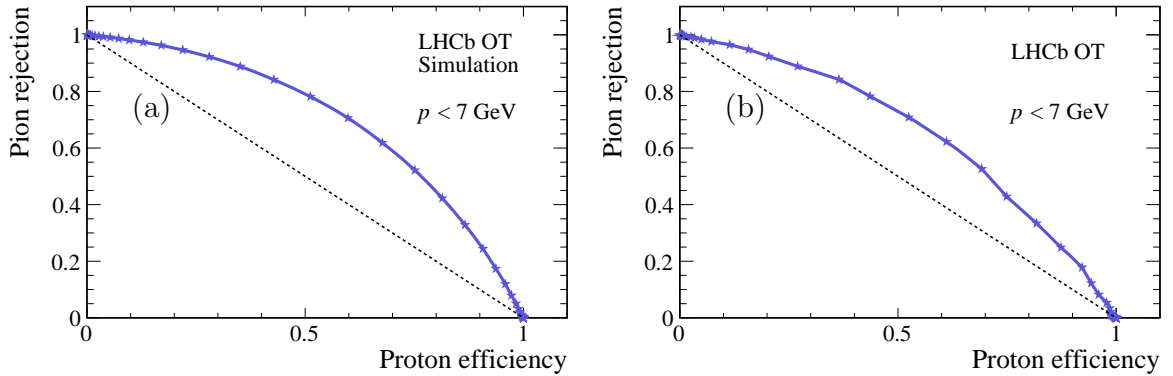 Pion rejection
1
0.8
0.6
0.4
0.2
0
0
0.5
1
Proton efficiency
LHCb OT
Simulation
p < 7 GeV
(a)
Pion rejection
1
0.8
0.6
0.4
0.2
0
0
0.5
1
Proton efficiency
LHCb OT
p < 7 GeV
(b)